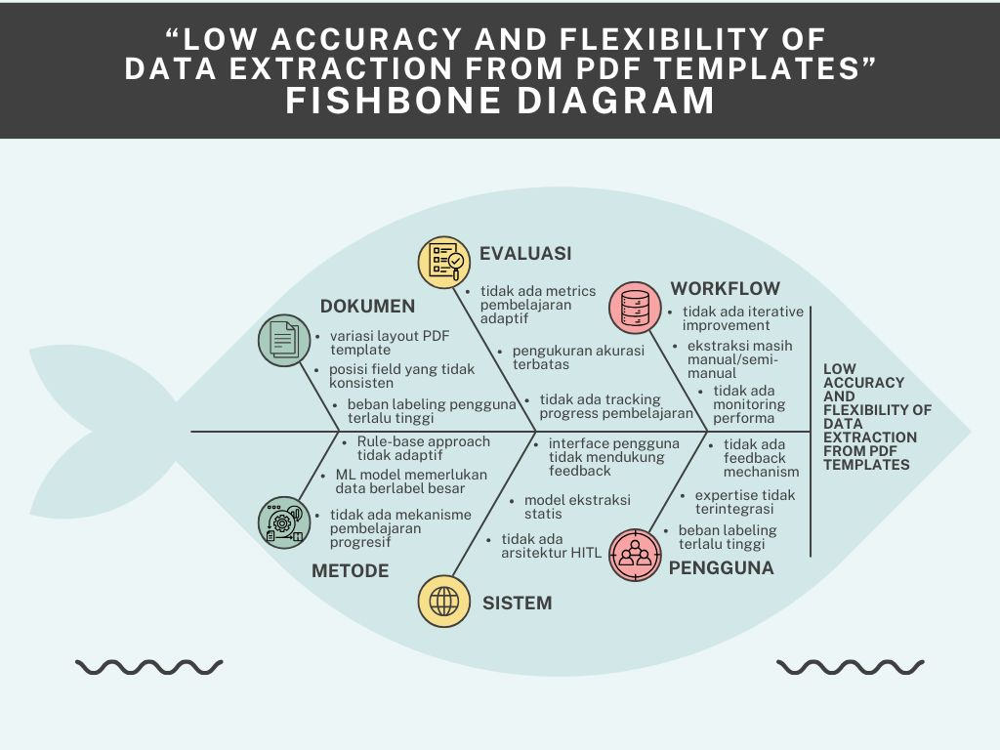 “LOW ACCURACY AND FLEXIBILITY OF
DATA EXTRACTION FROM PDF TEMPLATES”
FISHBONE DIAGRAM
DOKUMEN
• variasi layout PDF
template
• posisi field yang tidak
konsisten
• beban labeling pengguna
terlalu tinggi
EVALUASI
• tidak ada metrics
pembelajaran
adaptif
• pengukuran akurasi
terbatas
• tidak ada tracking
progress pembelajaran
WORKFLOW
• tidak ada iterative
improvement
• ekstraksi masih
manual/semi-
manual
• tidak ada
monitoring
performa
LOW
ACCURACY
AND
FLEXIBILITY OF
DATA
EXTRACTION
FROM PDF
TEMPLATES
• Rule-base approach
tidak adaptif
• ML model memerlukan
data berlabel besar
• tidak ada mekanisme
pembelajaran
progresif
METODE
• interface pengguna
tidak mendukung
feedback
• model ekstraksi
statis
• tidak ada
arsitektur HITL
SISTEM
• tidak ada
feedback
mechanism
• expertise tidak
terintegrasi
• beban labeling
terlalu tinggi
PENGGUNA